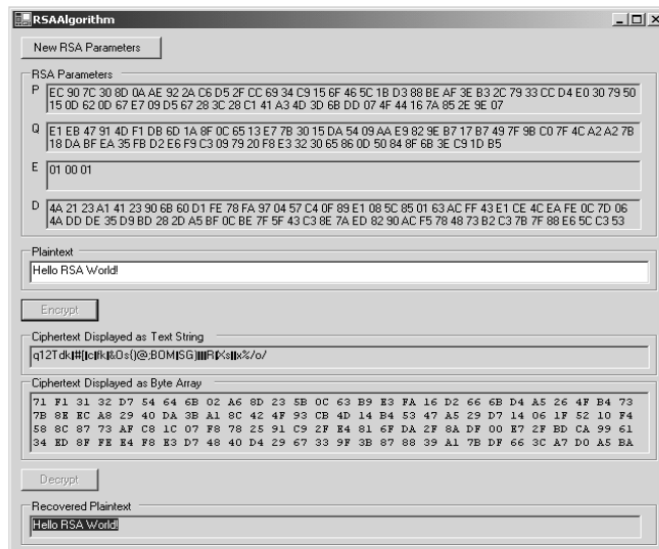 RSAAlgorithm
New RSA Parameters
RSA Parameters
P
EC 90 7C 30 8D 0A AE 92 2A C6 D5 2F CC 69 34 C9 15 6F 46 5C 1B D3 88 BE AF 3E B3 2C 79 33 CC D4 E0 30 79 50
15 0D 62 0D 67 E7 09 D5 67 28 3C 28 C1 41 A3 4D 3D 6B DD 07 4F 44 16 7A 85 2E 9E 07
Q
E1 EB 47 91 4D F1 DB 6D 1A 8F 0C 65 13 E7 7B 30 15 DA 54 09 AA E9 82 9E B7 17 B7 49 7F 9B C0 7F 4C A2 A2 7B
18 DA BF EA 35 FB D2 E6 F9 C3 09 79 20 F8 E3 32 30 65 86 0D 50 84 8F 6B 3E C9 1D B5
E
01 00 01
D
4A 21 23 A1 41 23 90 6B 60 D1 FE 78 FA 97 04 57 C4 0F 89 E1 08 5C 85 01 63 AC FF 43 E1 CE 4C EA FE 0C 7D 06
4A DD DE 35 D9 BD 28 2D A5 BF 0C BE 7F 5F 43 C3 8E 7A ED 82 90 AC F5 78 48 73 B2 C3 7B 7F 88 E6 5C C3 53
Plaintext
Hello RSA World!
Encrypt
Ciphertext Displayed as Text String
Ciphertext Displayed as Byte Array
71 F1 31 32 D7 54 64 6B 02 A6 8D 23 5B 0C 63 B9 E3 FA 16 D2 66 6B D4 A5 26 4F B4 73
7B 8E EC A8 29 40 DA 3B A1 8C 42 4F 93 CB 4D 14 B4 53 47 A5 29 D7 14 06 1F 52 10 F4
58 8C 87 73 AF C8 1C 07 F8 78 25 91 C9 2F E4 81 6F DA 2F 8A DF 00 E7 2F BD CA 99 61
34 ED 8F FE E4 F8 E3 D7 48 40 D4 29 67 33 9F 3B 87 88 39 A1 7B DF 66 3C A7 D0 A5 BA
Decrypt
Recovered Plaintext
Hello RSA World!